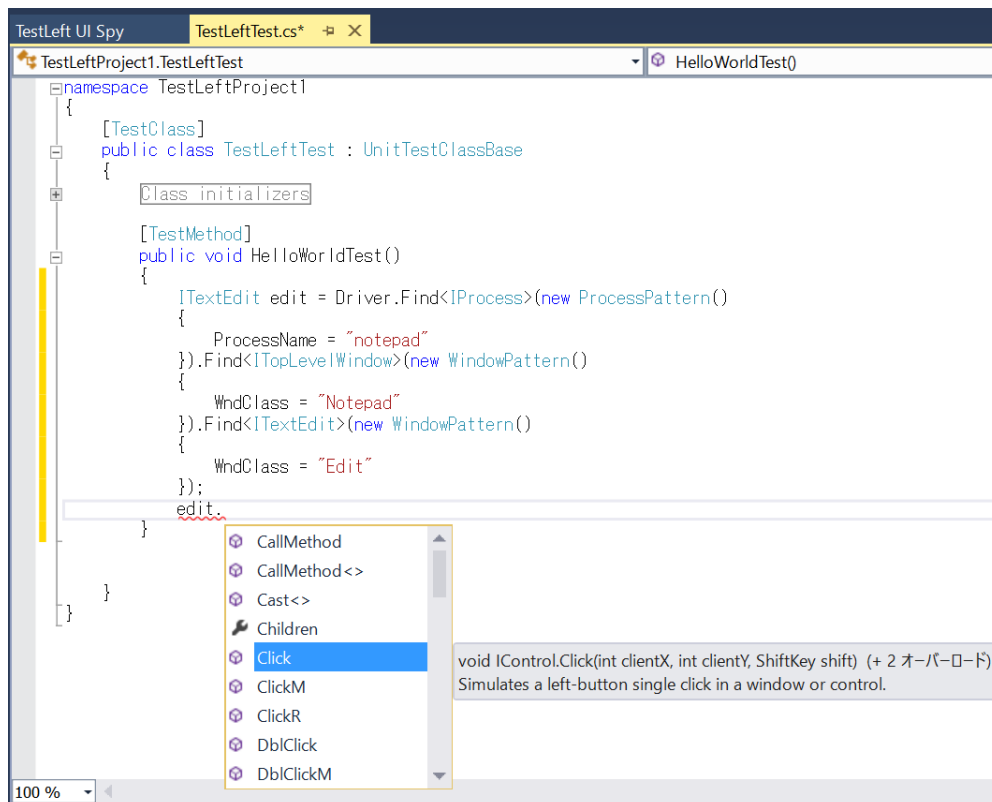 TestLeft UI Spy
TestLeftTest.cs*
TestLeftProject1.TestLeftTest
HelloWorldTest()
namespace TestLeftProject1
{
[TestClass]
public class TestLeftTest : UnitTestClassBase
{
Class initializers
[TestMethod]
public void HelloWorldTest()
{
ITextEdit edit = Driver.Find<IProcess>(new ProcessPattern()
{
ProcessName = "notepad"
}).Find<ITopLevelWindow>(new WindowPattern()
{
WndClass = "Notepad"
}).Find<ITextEdit>(new WindowPattern()
{
WndClass = "Edit"
});
edit.
}
CallMethod
CallMethod<>
Cast<>
Children
Click
ClickM
ClickR
DblClick
DblClickM
void IControl.Click(int clientX, int clientY, ShiftKey shift) (+ 2 オーバーロード)
Simulates a left-button single click in a window or control.
}
}
100 %